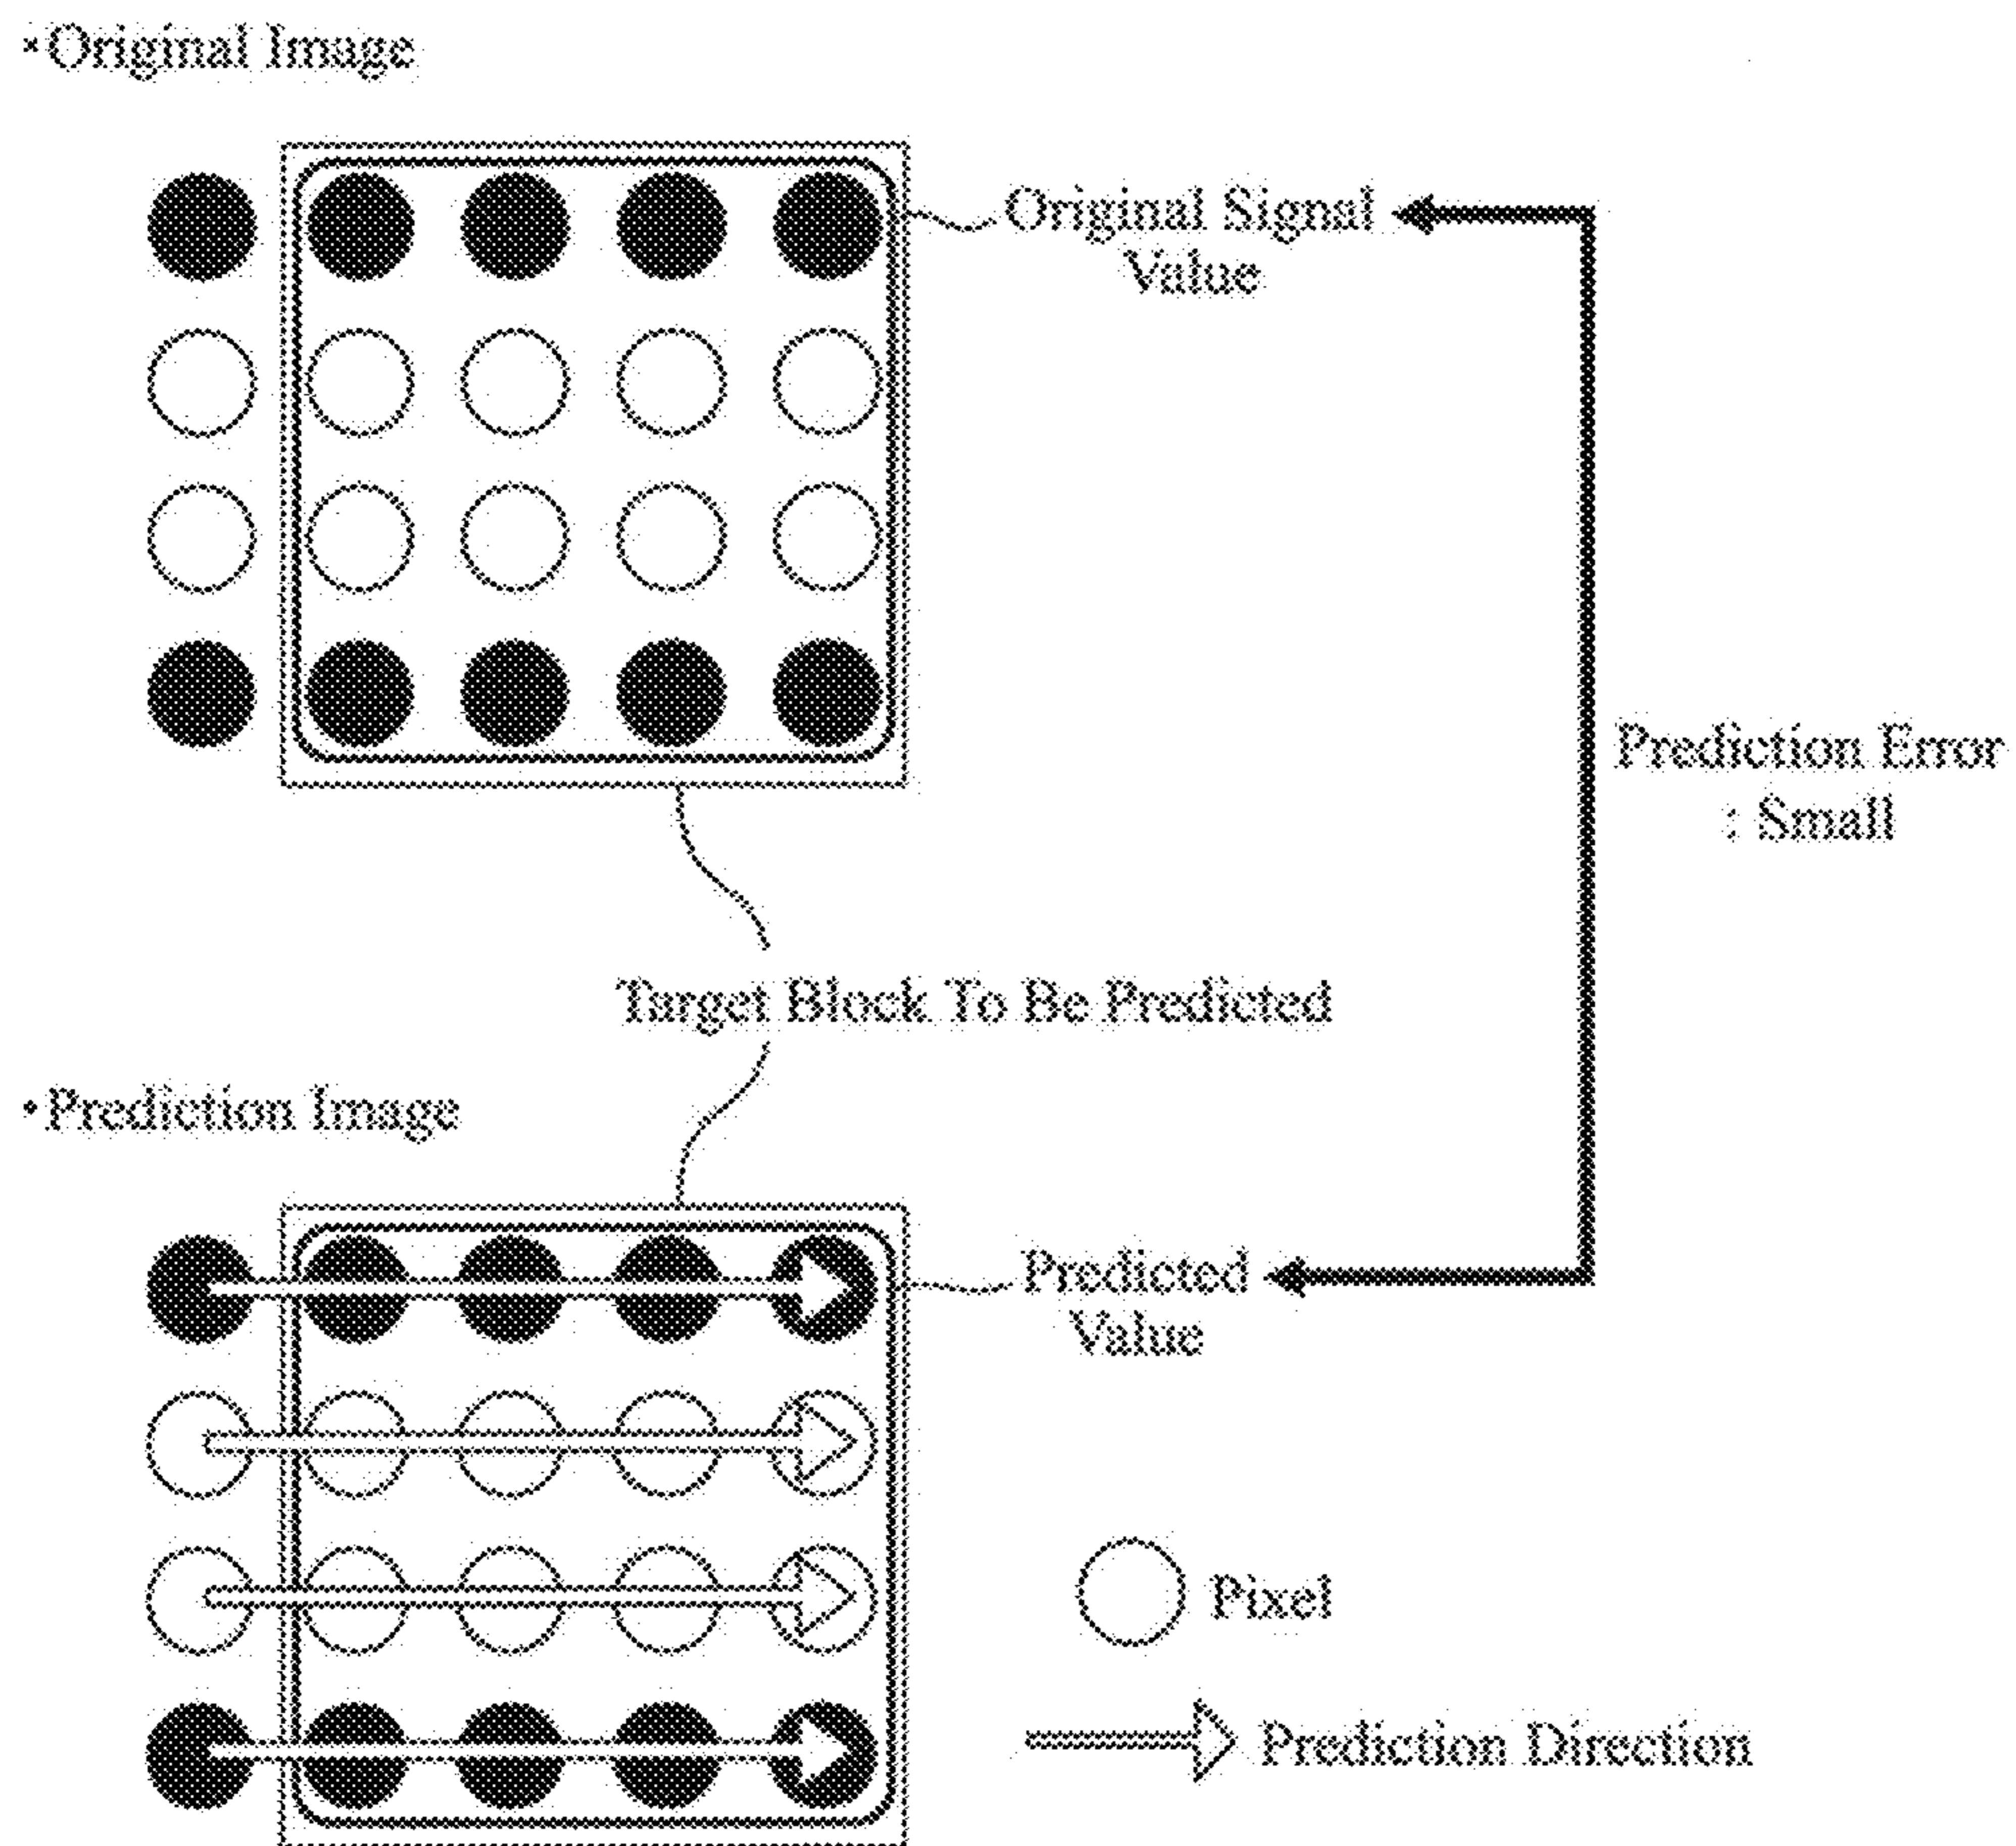 •Original Image
Original Signal
Value
Prediction Error
: Small
Target Block To Be Predicted
•Prediction Image
Predicted
Value
Pixel
Prediction Direction